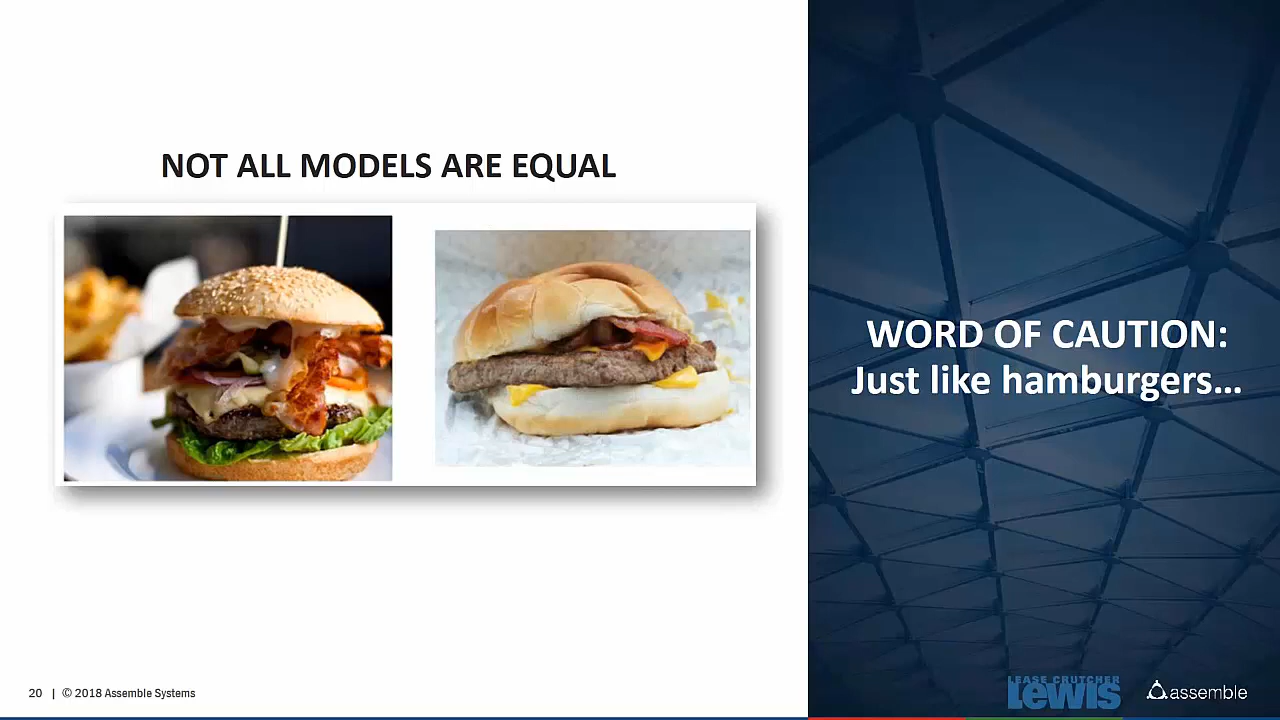 NOT ALL MODELS ARE EQUAL
WORD OF CAUTION:
Just like hamburgers...
20 | © 2018 Assemble Systems
LEASE CRUTCHER
Lewis
assemble